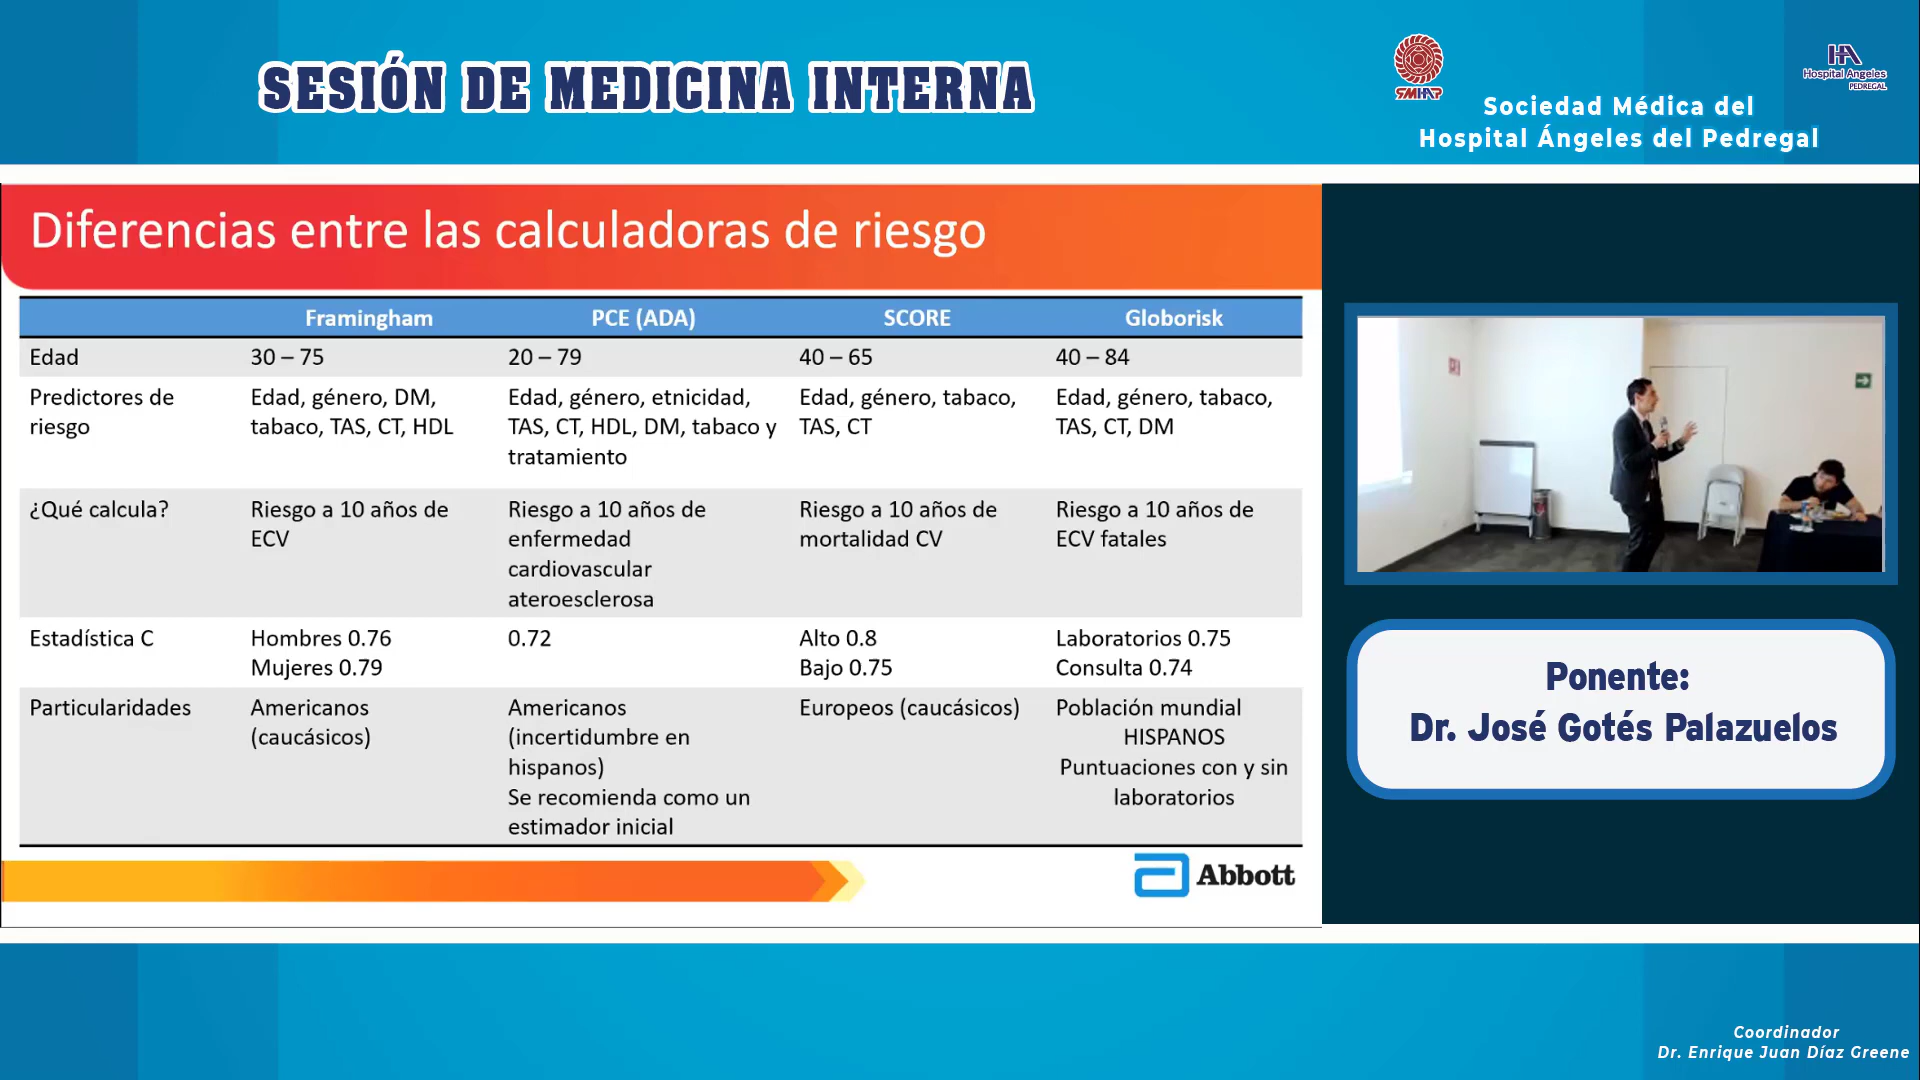 SESIÓN DE MEDICINA INTERNA
SMHAP
Sociedad Médica del
Hospital Ángeles del Pedregal
HA
Hospital Angeles
PEDREGAL
Diferencias entre las calculadoras de riesgo
Framingham PCE (ADA) SCORE Globorisk
Edad 30 – 75 20 – 79 40 – 65 40 – 84
Predictores de Edad, género, DM, Edad, género, etnicidad, Edad, género, tabaco, Edad, género, tabaco,
riesgo tabaco, TAS, CT, HDL TAS, CT, HDL, DM, tabaco y TAS, CT TAS, CT, DM
tratamiento
¿Qué calcula? Riesgo a 10 años de Riesgo a 10 años de Riesgo a 10 años de Riesgo a 10 años de
ECV enfermedad mortalidad CV ECV fatales
cardiovascular
ateroesclerosa
Estadística C Hombres 0.76 0.72 Alto 0.8 Laboratorios 0.75
Mujeres 0.79 Bajo 0.75 Consulta 0.74
Particularidades Americanos Americanos Europeos (caucásicos) Población mundial
(caucásicos) (incertidumbre en HISPANOS
hispanos) Puntuaciones con y sin
Se recomienda como un laboratorios
estimador inicial
Abbott
Ponente:
Dr. José Gotés Palazuelos
Coordinador
Dr. Enrique Juan Díaz Greene